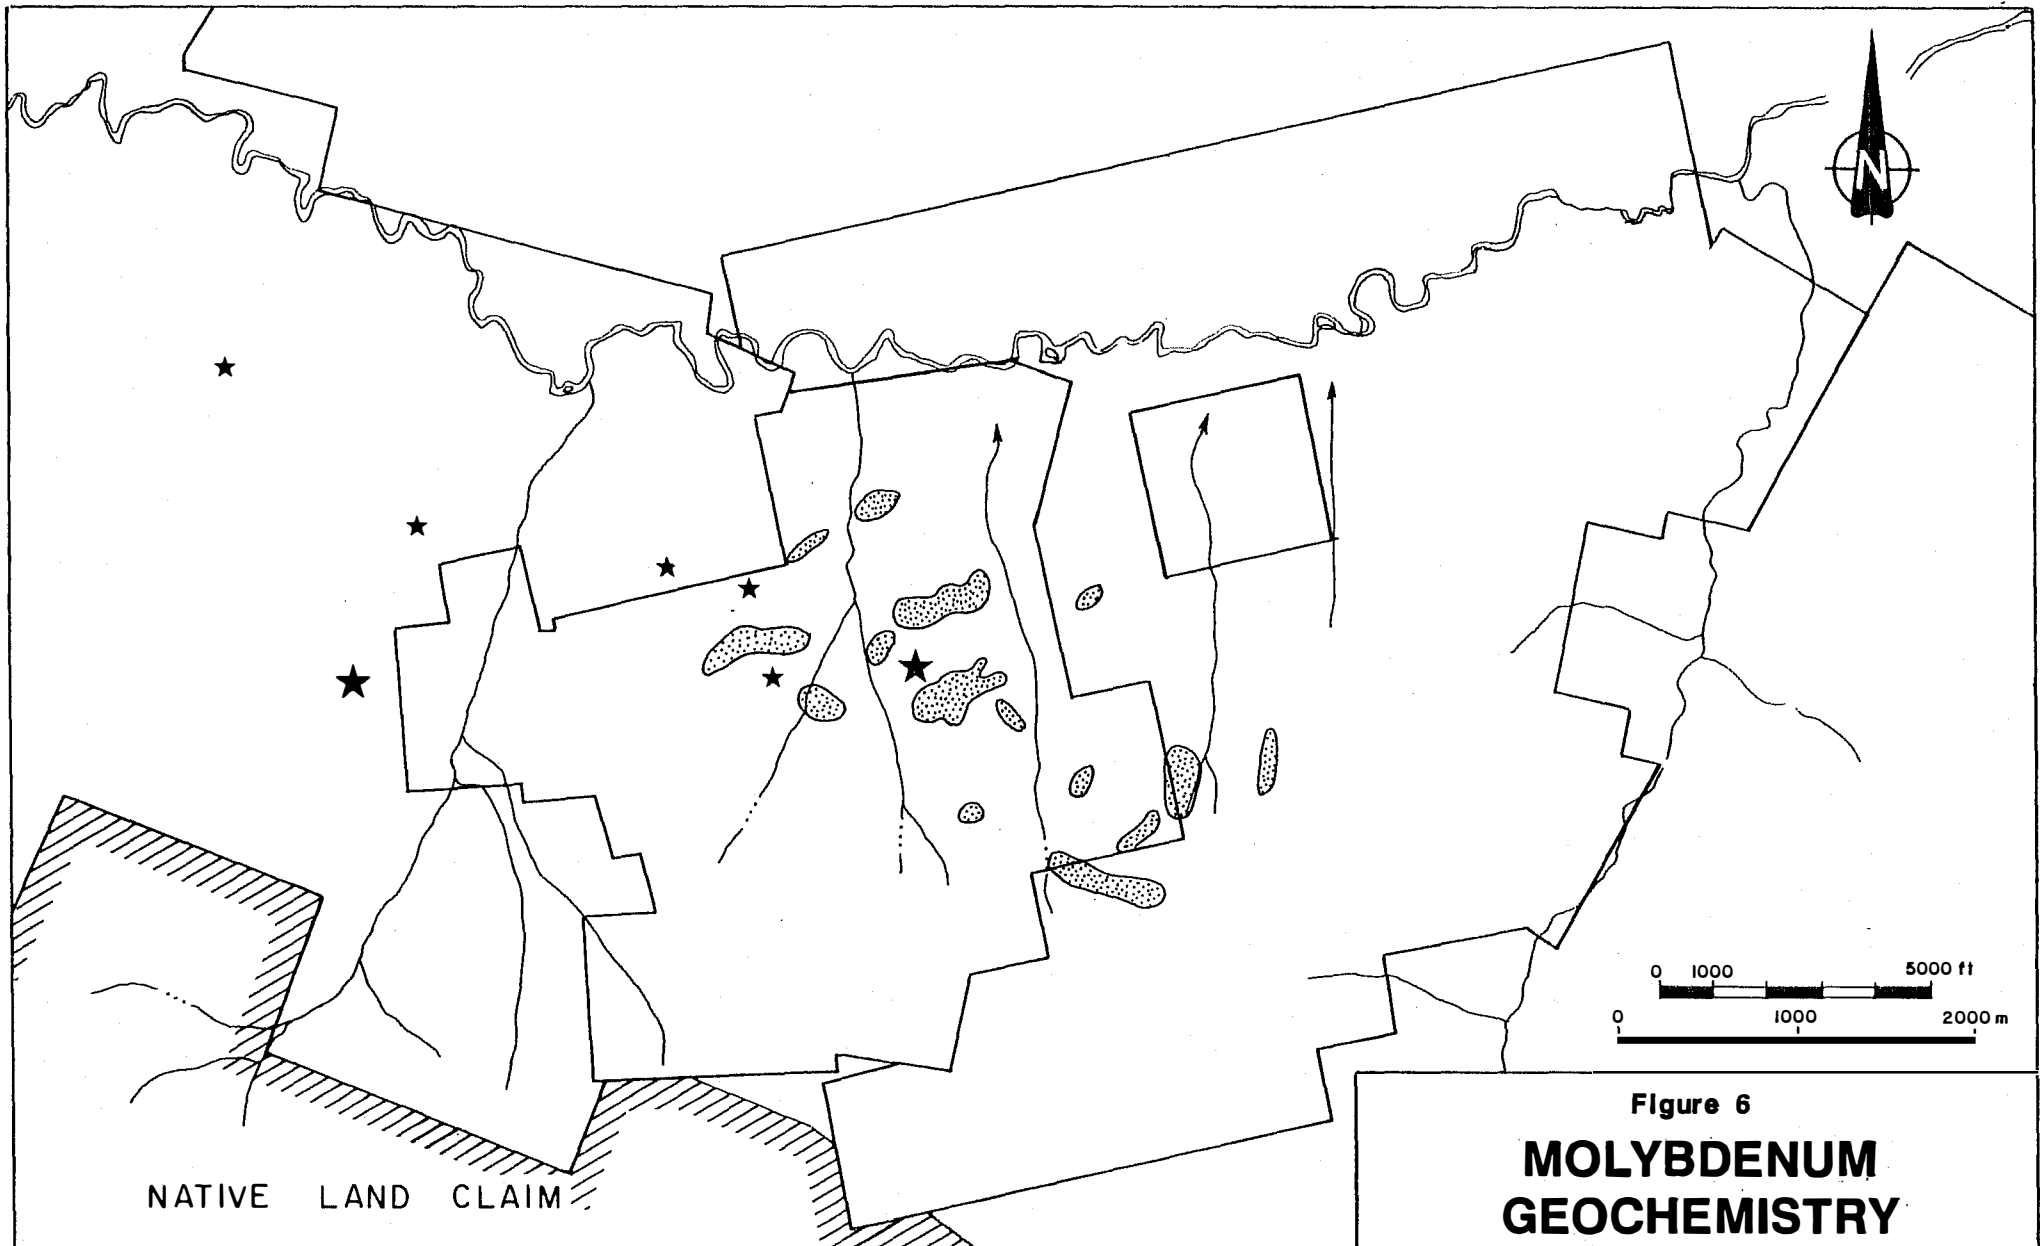 N
0 1000 5000 ft
0 1000 2000 m
Figure 6
MOLYBDENUM
GEOCHEMISTRY
NATIVE LAND CLAIM